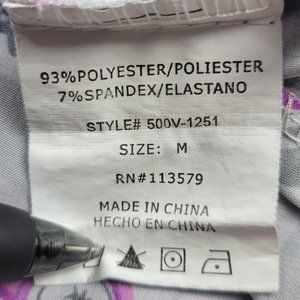 93%POLYESTER/POLIESTER
7%SPANDEX/ELASTANO
STYLE# 500V-1251
SIZE: M
RN#113579
MADE IN CHINA
HECHO EN CHINA